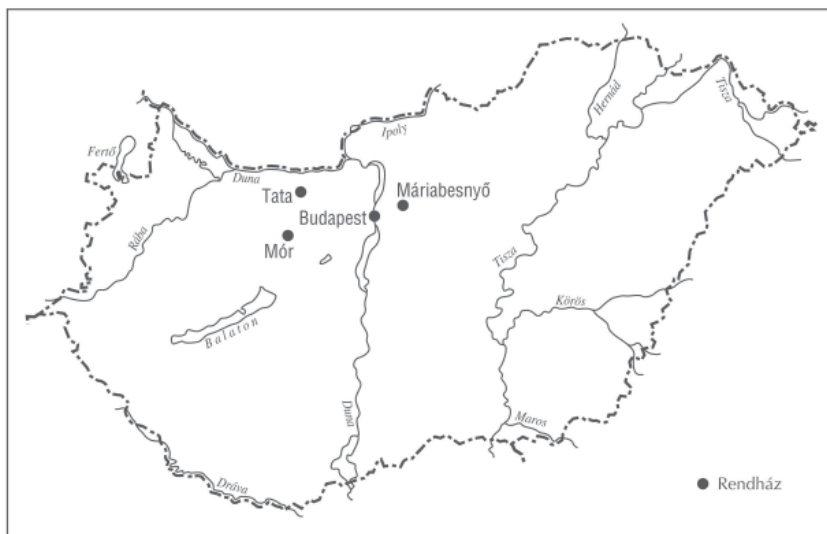 Hernád
Tisza
Ipoly
Fertő
Duna
Tata
Máriabesnyő
Budapest
Rába
Mór
Tisza
Körös
Balaton
Duna
Maros
Dráva
Rendház